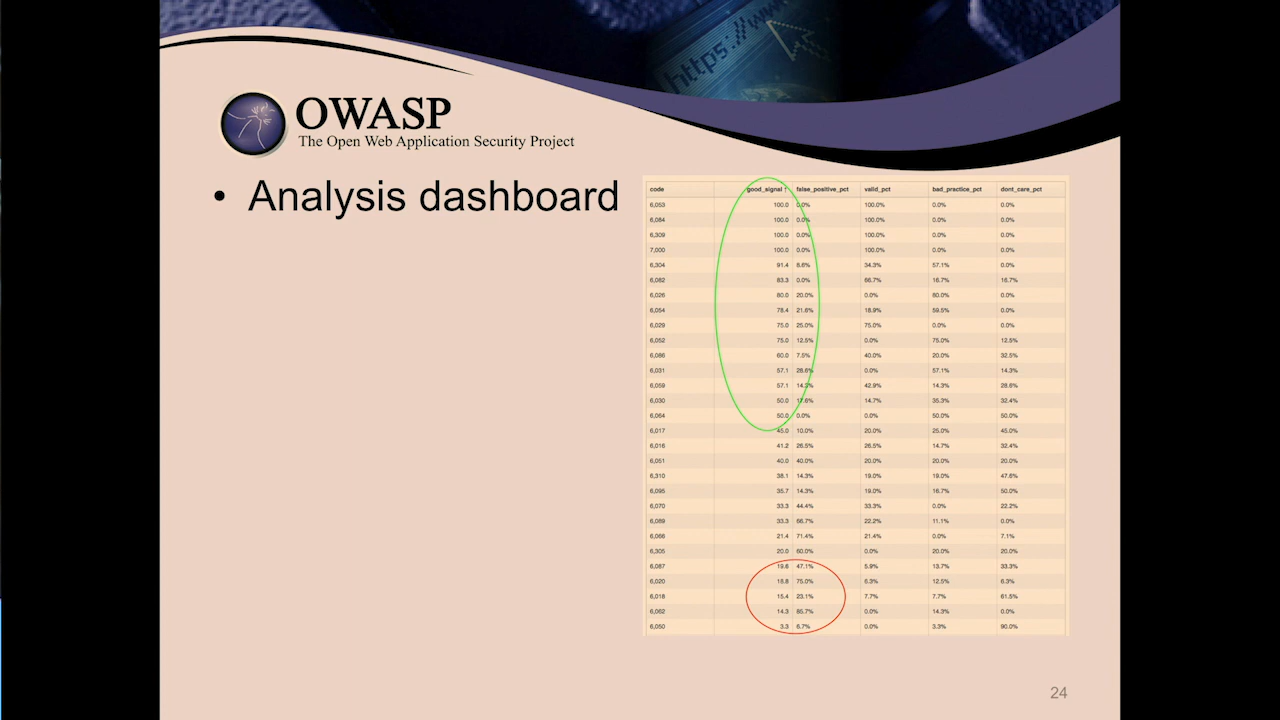 https://www
OWASP
The Open Web Application Security Project
• Analysis dashboard
code good_signal ↑ false_positive_pct valid_pct bad_practice_pct dont_care_pct
6,053 100.0 0.0% 100.0% 0.0% 0.0%
6,084 100.0 0.0% 100.0% 0.0% 0.0%
6,309 100.0 0.0% 100.0% 0.0% 0.0%
7,000 100.0 0.0% 100.0% 0.0% 0.0%
6,304 91.4 8.6% 34.3% 57.1% 0.0%
6,082 83.3 0.0% 66.7% 16.7% 16.7%
6,026 80.0 20.0% 0.0% 80.0% 0.0%
6,054 78.4 21.6% 18.9% 59.5% 0.0%
6,029 75.0 25.0% 75.0% 0.0% 0.0%
6,052 75.0 12.5% 0.0% 75.0% 12.5%
6,086 60.0 7.5% 40.0% 20.0% 32.5%
6,031 57.1 28.6% 0.0% 57.1% 14.3%
6,059 57.1 14.3% 42.9% 14.3% 28.6%
6,030 50.0 17.6% 14.7% 35.3% 32.4%
6,064 50.0 0.0% 0.0% 50.0% 50.0%
6,017 45.0 10.0% 20.0% 25.0% 45.0%
6,016 41.2 26.5% 26.5% 14.7% 32.4%
6,051 40.0 40.0% 20.0% 20.0% 20.0%
6,310 38.1 14.3% 19.0% 19.0% 47.6%
6,095 35.7 14.3% 19.0% 16.7% 50.0%
6,070 33.3 44.4% 33.3% 0.0% 22.2%
6,089 33.3 66.7% 22.2% 11.1% 0.0%
6,066 21.4 71.4% 21.4% 0.0% 7.1%
6,305 20.0 60.0% 0.0% 20.0% 20.0%
6,087 19.6 47.1% 5.9% 13.7% 33.3%
6,020 18.8 75.0% 6.3% 12.5% 6.3%
6,018 15.4 23.1% 7.7% 7.7% 61.5%
6,062 14.3 85.7% 0.0% 14.3% 0.0%
6,050 3.3 6.7% 0.0% 3.3% 90.0%
24